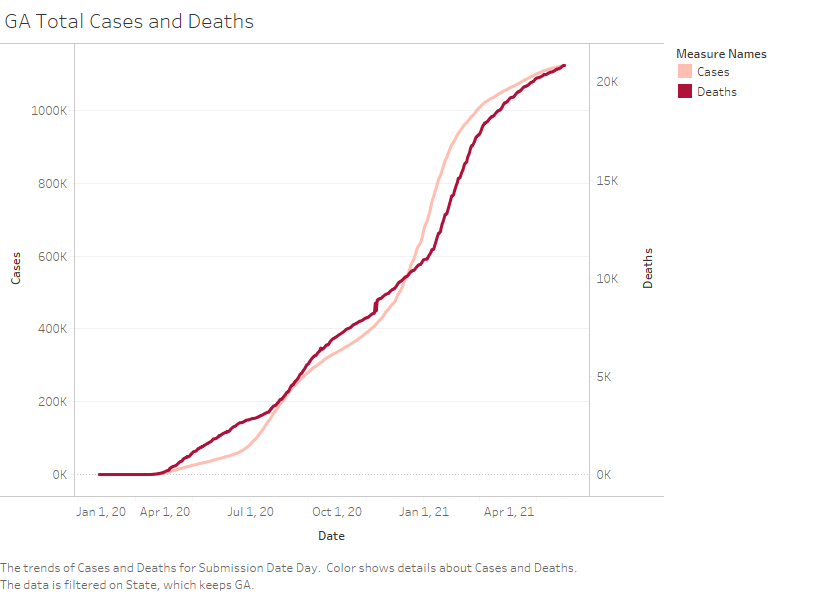 GA Total Cases and Deaths
Measure Names
Cases
Deaths
1000K
800K
600K
400K
200K
0K
Cases
20K
15K
10K
5K
0K
Deaths
Jan 1, 20 Apr 1, 20 Jul 1, 20 Oct 1, 20 Jan 1, 21 Apr 1, 21
Date
The trends of Cases and Deaths for Submission Date Day. Color shows details about Cases and Deaths.
The data is filtered on State, which keeps GA.